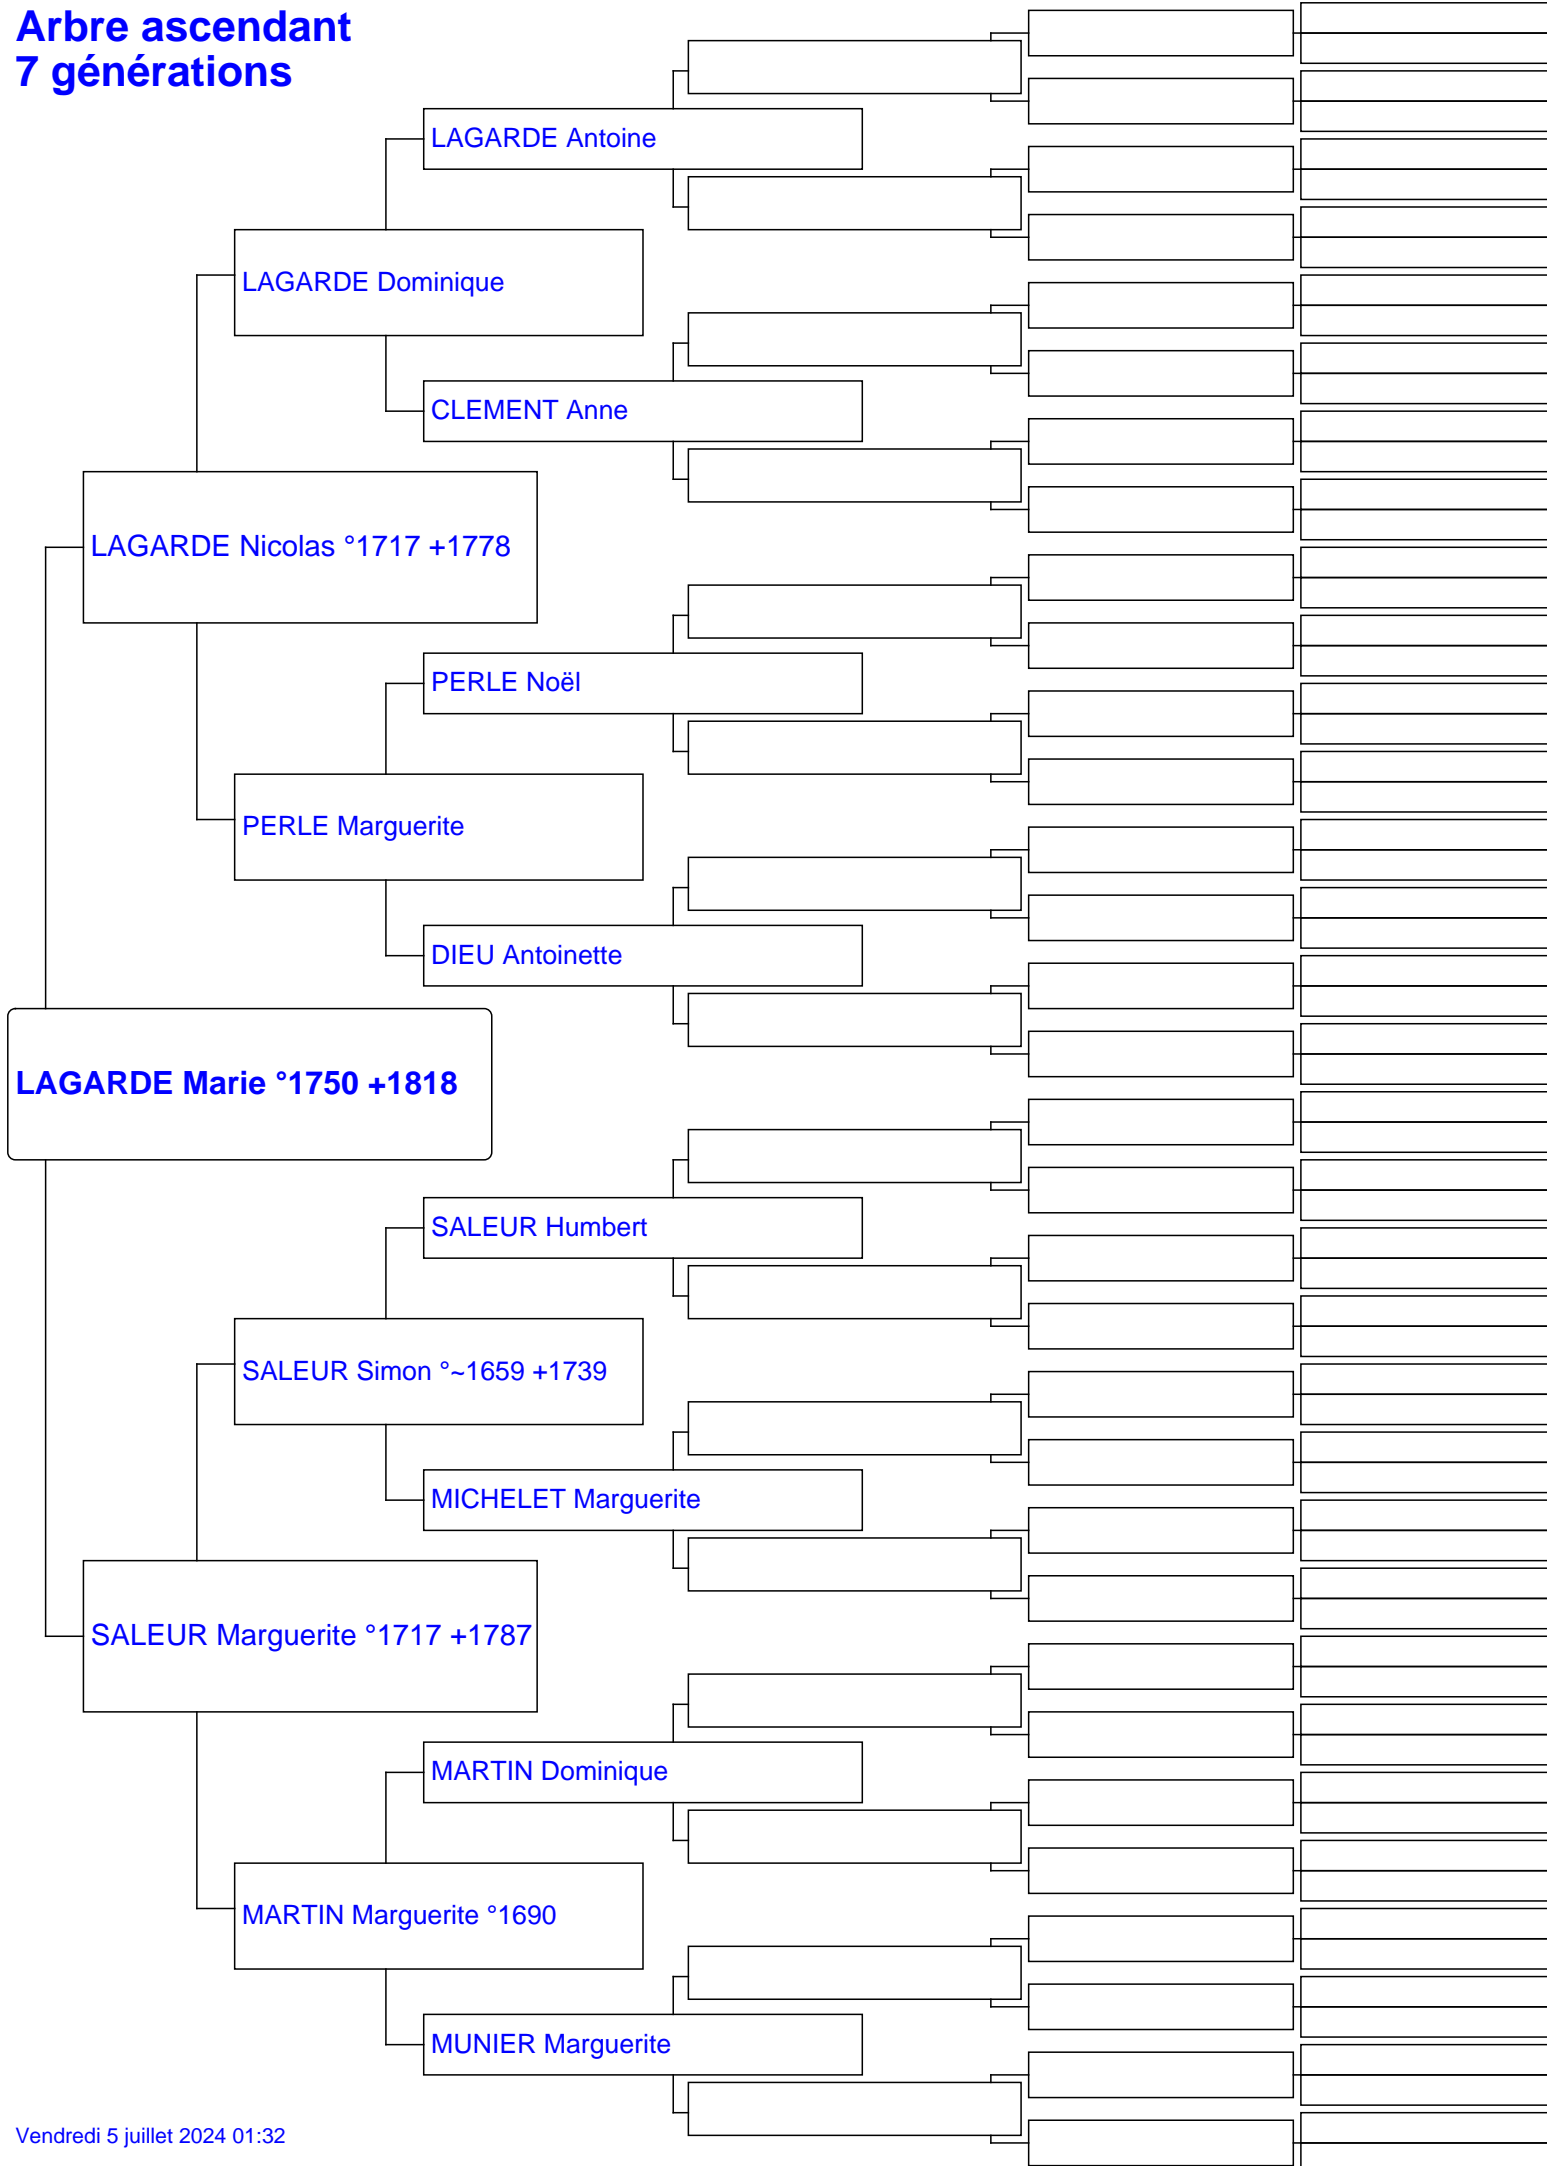 Arbre ascendant
7 générations
LAGARDE Antoine
LAGARDE Dominique
CLEMENT Anne
LAGARDE Nicolas °1717 +1778
PERLE Noël
PERLE Marguerite
DIEU Antoinette
LAGARDE Marie °1750 +1818
SALEUR Humbert
SALEUR Simon °~1659 +1739
MICHELET Marguerite
SALEUR Marguerite °1717 +1787
MARTIN Dominique
MARTIN Marguerite °1690
MUNIER Marguerite
Vendredi 5 juillet 2024 01:32